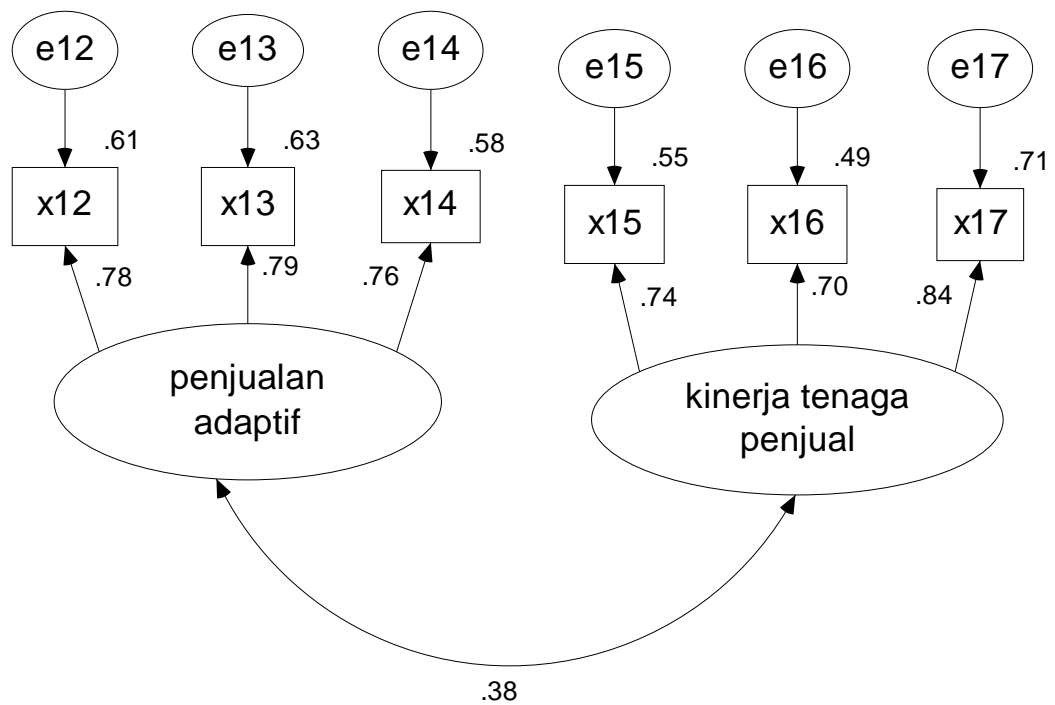 e12
e13
e14
e15
e16
e17
.61
.63
.58
.55
.49
.71
x12
x13
x14
x15
x16
x17
.78
.79
.76
.74
.70
.84
penjualan
adaptif
kinerja tenaga
penjual
.38